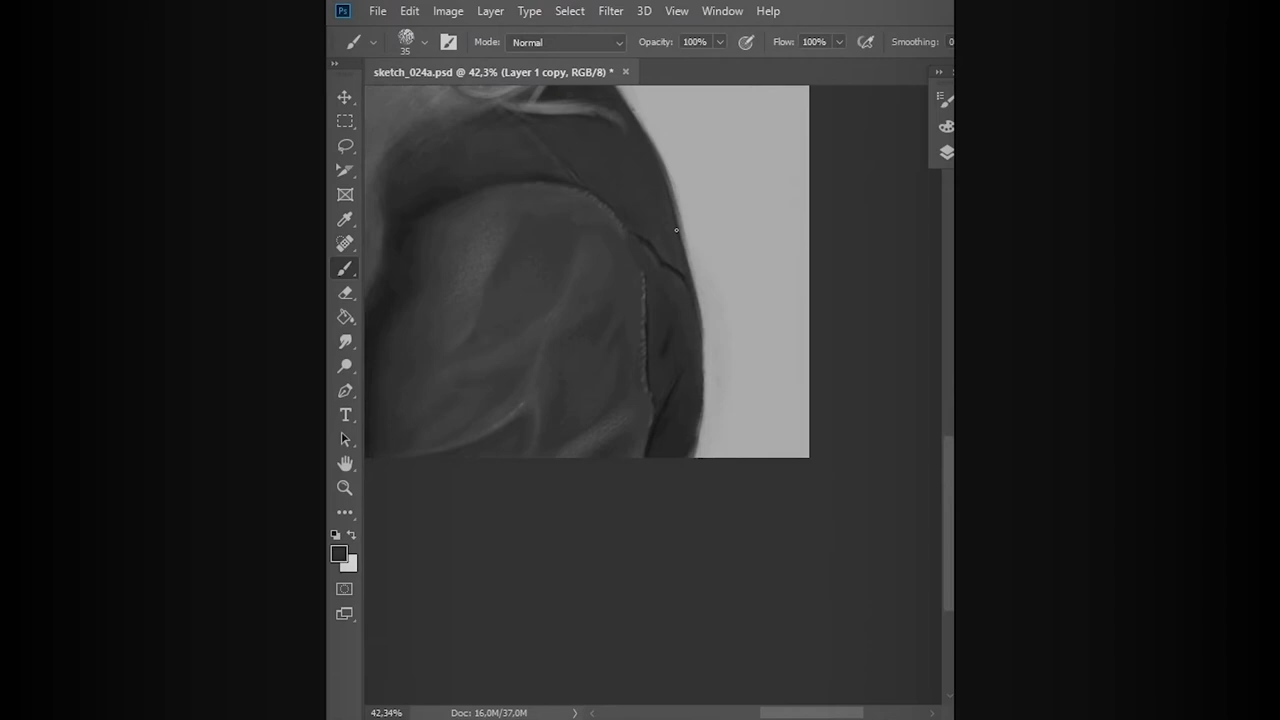 Ps File Edit Image Layer Type Select Filter 3D View Window Help
35 Mode: Normal Opacity: 100% Flow: 100% Smoothing: 0
sketch_024a.psd @ 42,3% (Layer 1 copy, RGB/8) *
T
42,34% Doc: 16,0M/37,0M